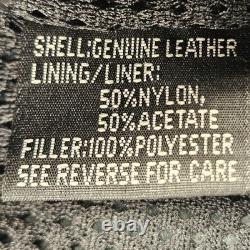 SHELL:GENUINE LEATHER
LINING/LINER:
50%NYLON,
50%ACETATE
FILLER:100%POLYESTER
SEE REVERSE FOR CARE